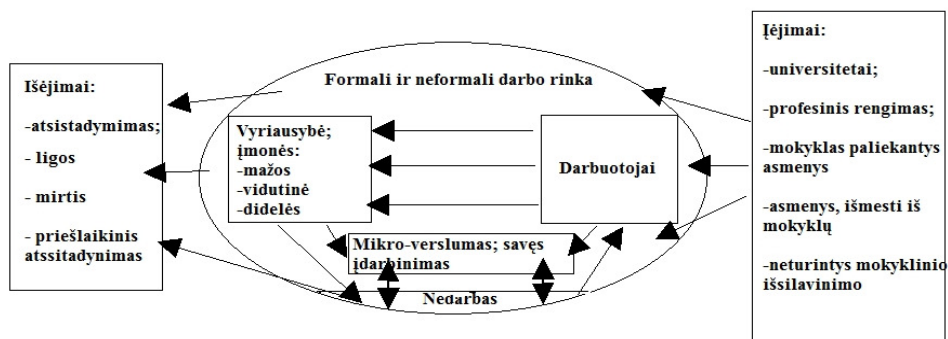 Išėjimai:
-atsistadymimas;
- ligos
- mirtis
- priešlaikinis
atssitadynimas
Formali ir neformali darbo rinka
Vyriausybė;
įmonės:
-mažos
-vidutinė
-didelės
Darbuotojai
Mikro-verslumas; savęs
įdarbinimas
Nedarbas
Įėjimai:
-universitetai;
-profesinis rengimas;
-mokyklas paliekantys
asmenys
-asmenys, išmesti iš
mokyklų
-neturintys mokyklinio
išsilavinimo